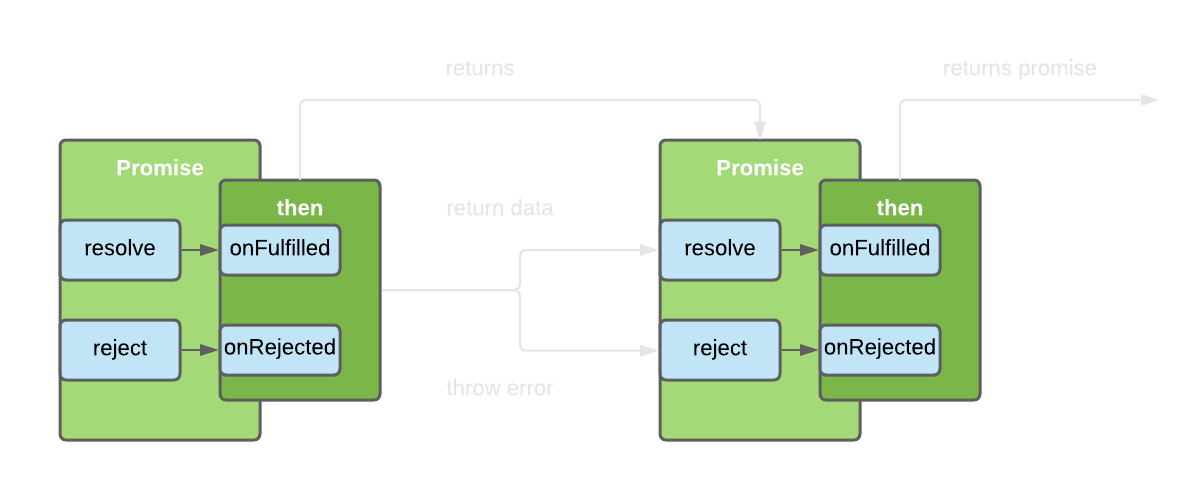 returns
returns promise
Promise
then
resolve
onFulfilled
reject
onRejected
return data
throw error
Promise
then
resolve
onFulfilled
reject
onRejected